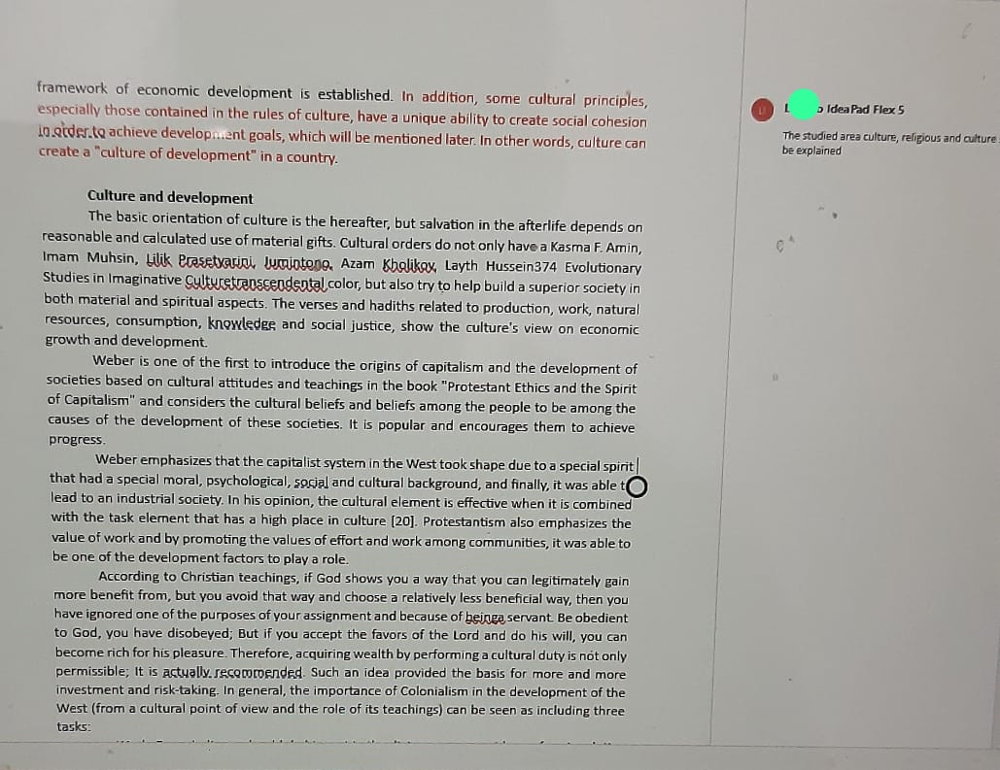 framework of economic development is established. In addition, some cultural principles,
especially those contained in the rules of culture, have a unique ability to create social cohesion
in order to achieve development goals, which will be mentioned later. In other words, culture can
create a "culture of development" in a country.
Culture and development
The basic orientation of culture is the hereafter, but salvation in the afterlife depends on
reasonable and calculated use of material gifts. Cultural orders do not only have a Kasma F. Amin,
Imam Muhsin, Lilik Prasetyarini, Jumintono, Azam Kholikov, Layth Hussein374 Evolutionary
Studies in Imaginative Culturetranscendental color, but also try to help build a superior society in
both material and spiritual aspects. The verses and hadiths related to production, work, natural
resources, consumption, knowledge and social justice, show the culture's view on economic
growth and development.
Weber is one of the first to introduce the origins of capitalism and the development of
societies based on cultural attitudes and teachings in the book "Protestant Ethics and the Spirit
of Capitalism" and considers the cultural beliefs and beliefs among the people to be among the
causes of the development of these societies. It is popular and encourages them to achieve
progress.
Weber emphasizes that the capitalist system in the West took shape due to a special spirit
that had a special moral, psychological, social and cultural background, and finally, it was able
lead to an industrial society. In his opinion, the cultural element is effective when it is combined
with the task element that has a high place in culture [20]. Protestantism also emphasizes the
value of work and by promoting the values of effort and work among communities, it was able to
be one of the development factors to play a role.
According to Christian teachings, if God shows you a way that you can legitimately gain
more benefit from, but you avoid that way and choose a relatively less beneficial way, then you
have ignored one of the purposes of your assignment and because of beinga servant. Be obedient
to God, you have disobeyed; But if you accept the favors of the Lord and do his will, you can
become rich for his pleasure. Therefore, acquiring wealth by performing a cultural duty is not only
permissible; It is actually recommended. Such an idea provided the basis for more and more
investment and risk-taking. In general, the importance of Colonialism in the development of the
West (from a cultural point of view and the role of its teachings) can be seen as including three
tasks:
IdeaPad Flex 5
The studied area culture, religious and culture
be explained